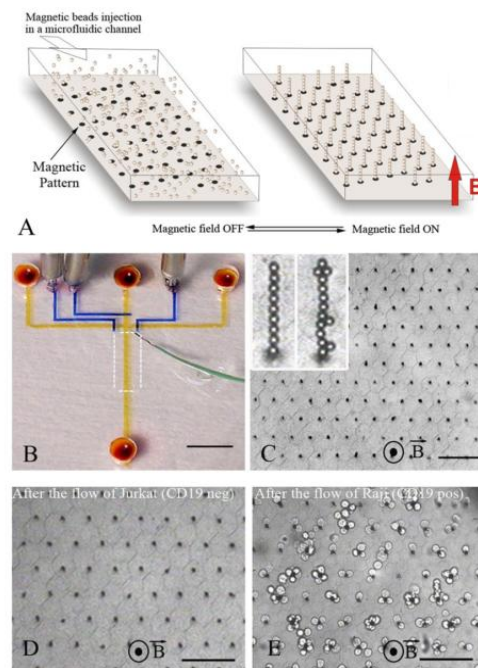 Magnetic beads injection
in a microfluidic channel
Magnetic
Pattern
B
A
Magnetic field OFF
Magnetic field ON
B
C
B
After the flow of Jurkat (CD19 neg)
After the flow of Raji (CD19 pos)
D
B
E
B